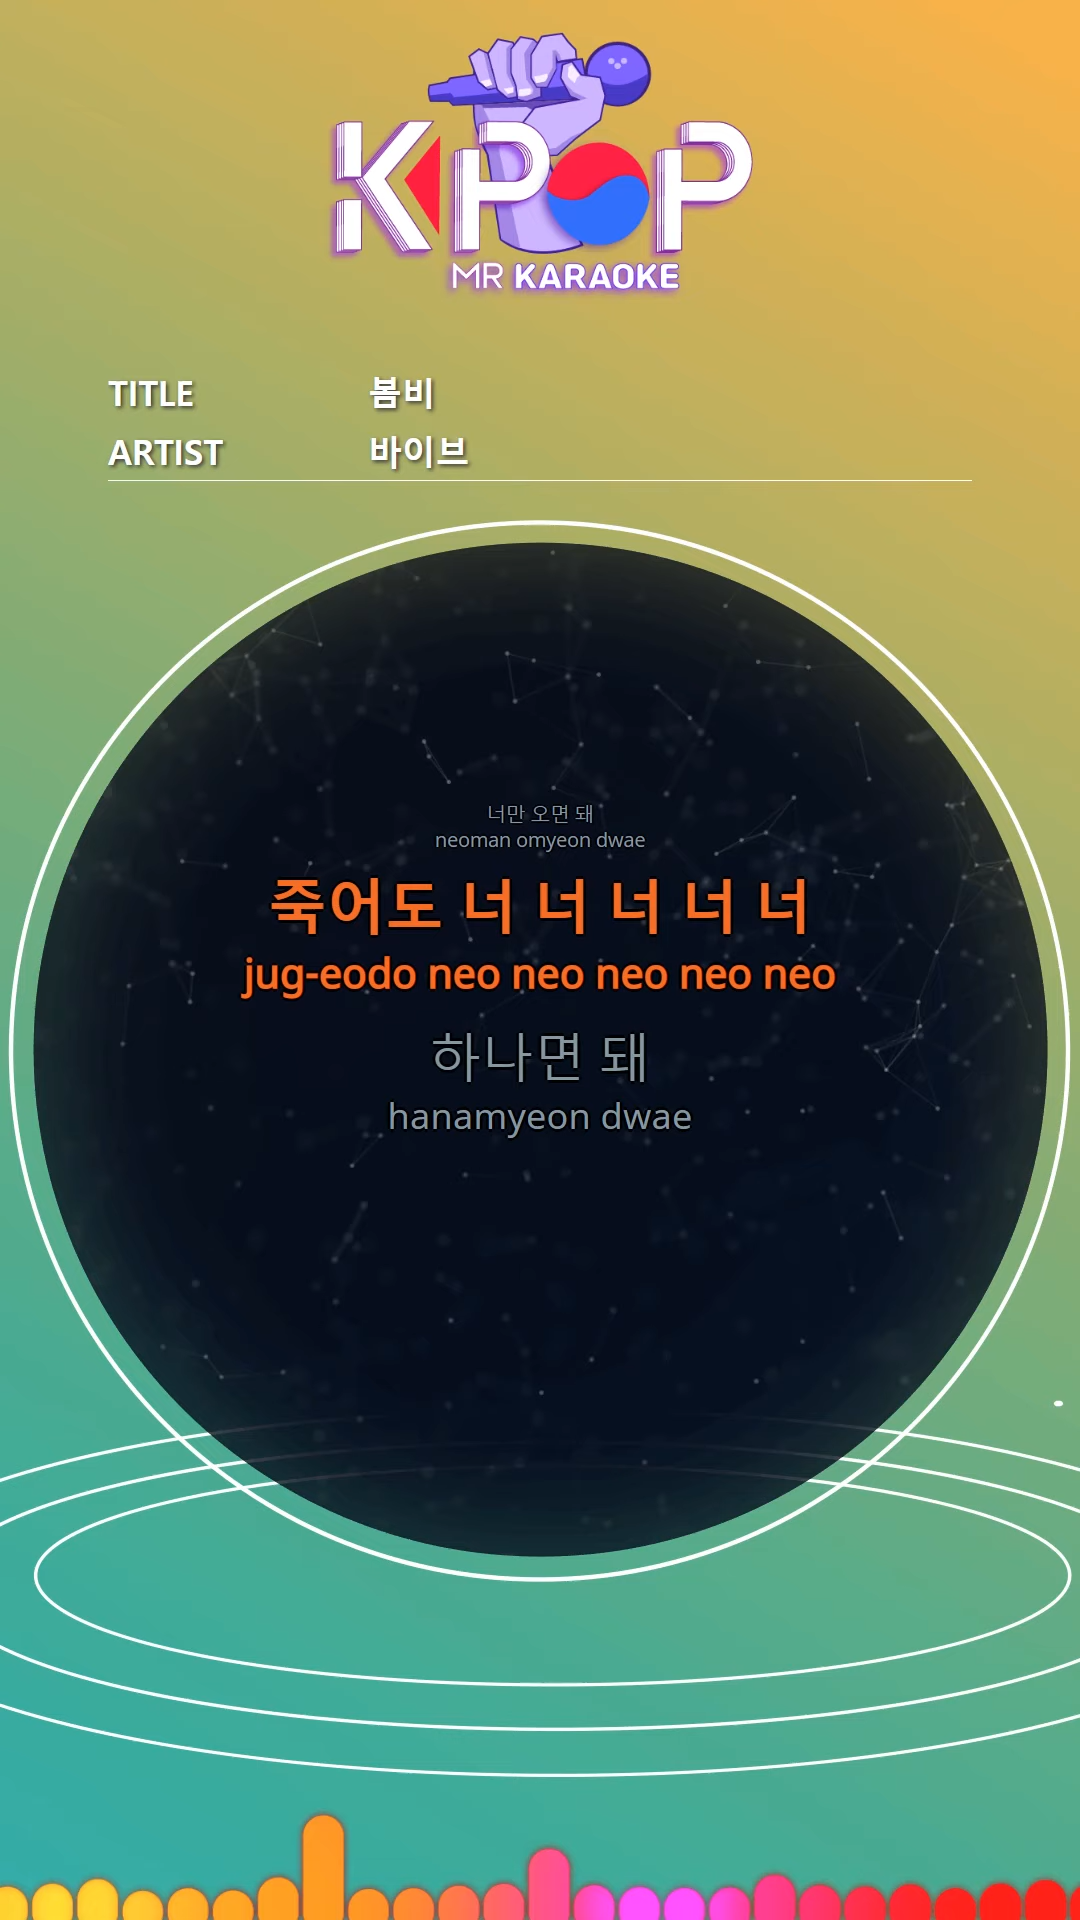 KPOP
MR KARAOKE
TITLE 봄비
ARTIST 바이브
너만 오면 돼
neoman omyeon dwae
죽어도 너 너 너 너 너
jug-eodo neo neo neo neo neo
하나면 돼
hanamyeon dwae